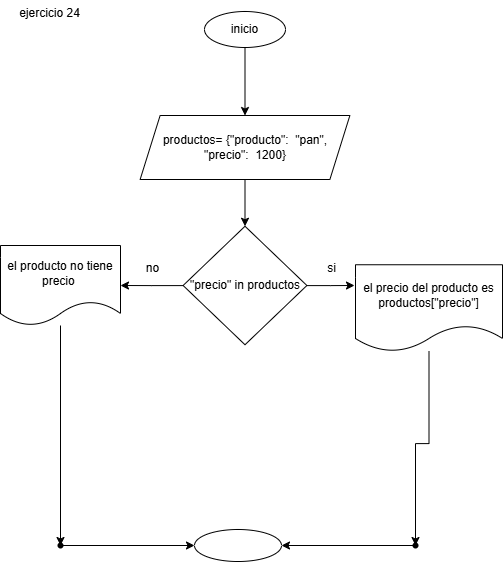 ejercicio 24
inicio
productos= {"producto": "pan",
"precio": 1200}
"precio" in productos
no
si
el producto no tiene
precio
el precio del producto es
productos["precio"]